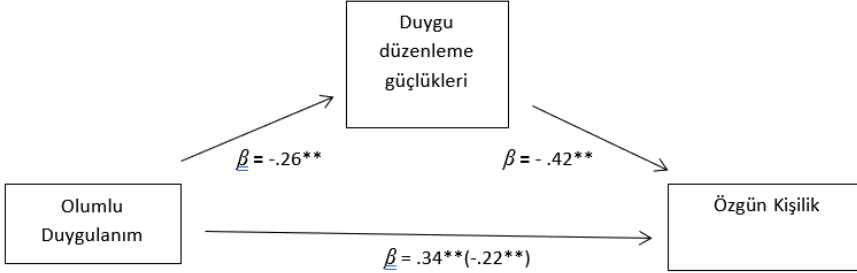 Duygu
düzenleme
güçlükleri
β = -.26**
β = - .42**
Olumlu
Duygulanım
Özgün Kişilik
β = .34**(-.22**)